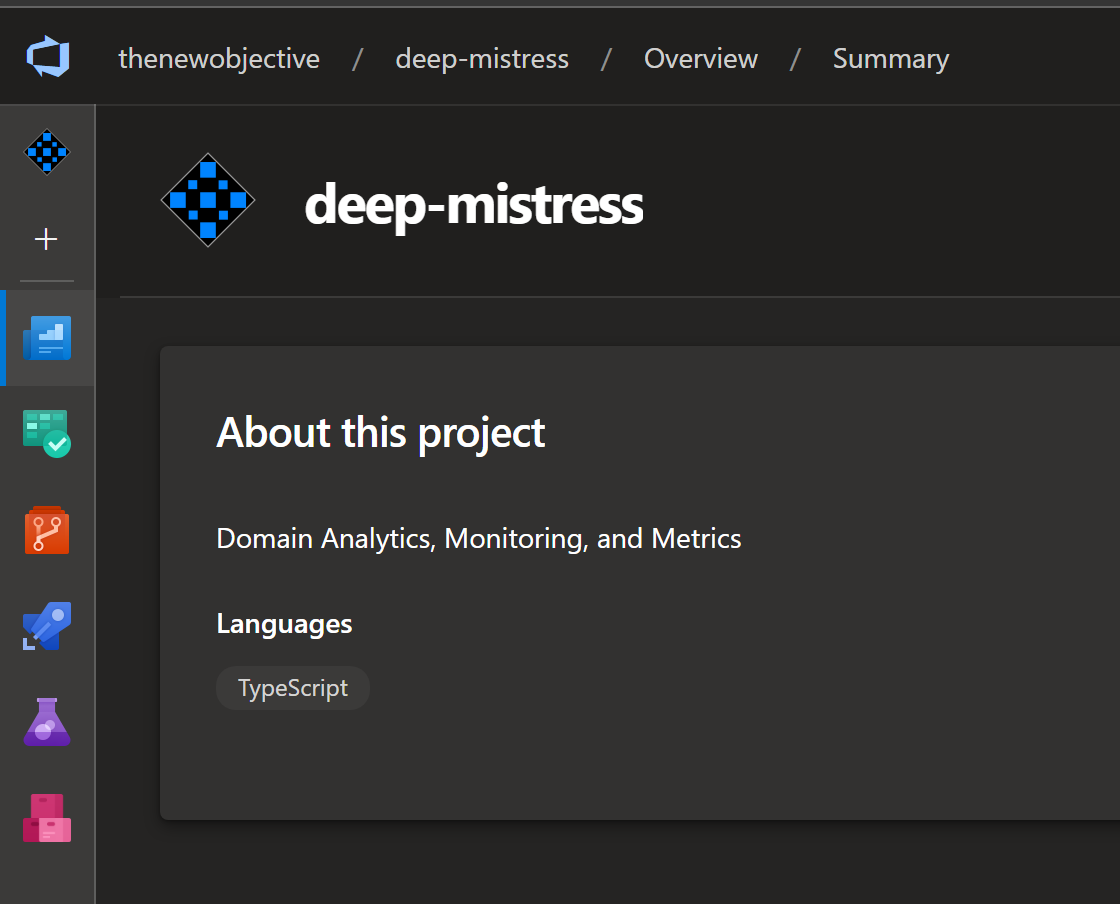 thenewobjective / deep-mistress / Overview / Summary
deep-mistress
About this project
Domain Analytics, Monitoring, and Metrics
Languages
TypeScript